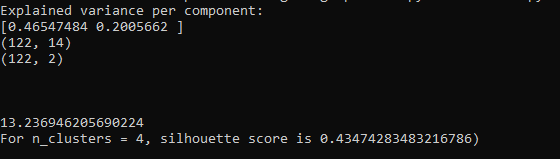 Explained variance per component:
[0.46547484 0.2005662 ]
(122, 14)
(122, 2)
13.236946205690224
For n_clusters = 4, silhouette score is 0.43474283483216786)